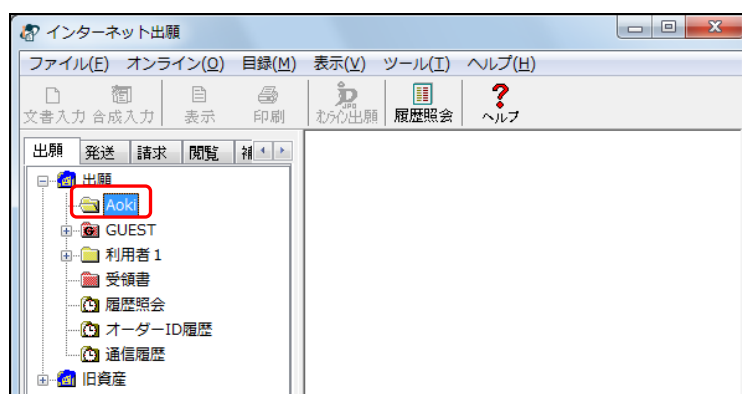 インターネット出願
ファイル(F) オンライン(O) 目録(M) 表示(V) ツール(T) ヘルプ(H)
文書入力 合成入力 表示 印刷 オンライン出願 履歴照会 ヘルプ
出願 発送 請求 閲覧
出願
Aoki
GUEST
利用者1
受領書
履歴照会
オーダーID履歴
通信履歴
旧資産